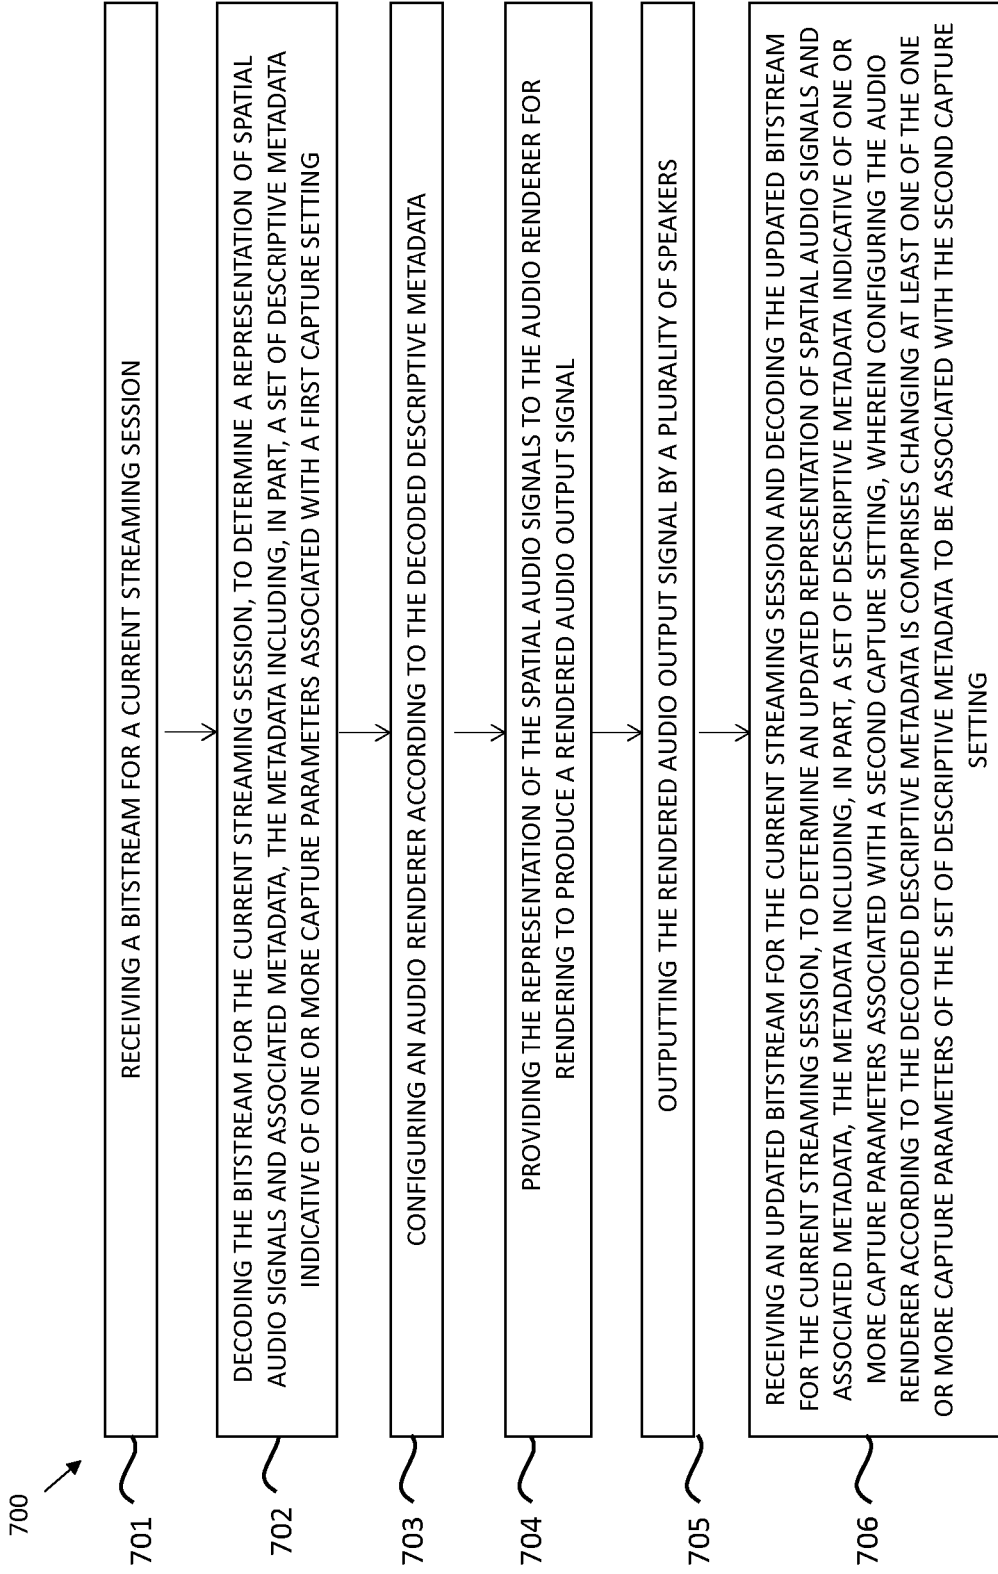 700
701
RECEIVING A BITSTREAM FOR A CURRENT STREAMING SESSION
702
DECODING THE BITSTREAM FOR THE CURRENT STREAMING SESSION, TO DETERMINE A REPRESENTATION OF SPATIAL
AUDIO SIGNALS AND ASSOCIATED METADATA, THE METADATA INCLUDING, IN PART, A SET OF DESCRIPTIVE METADATA
INDICATIVE OF ONE OR MORE CAPTURE PARAMETERS ASSOCIATED WITH A FIRST CAPTURE SETTING
703
CONFIGURING AN AUDIO RENDERER ACCORDING TO THE DECODED DESCRIPTIVE METADATA
704
PROVIDING THE REPRESENTATION OF THE SPATIAL AUDIO SIGNALS TO THE AUDIO RENDERER FOR
RENDERING TO PRODUCE A RENDERED AUDIO OUTPUT SIGNAL
705
OUTPUTTING THE RENDERED AUDIO OUTPUT SIGNAL BY A PLURALITY OF SPEAKERS
706
RECEIVING AN UPDATED BITSTREAM FOR THE CURRENT STREAMING SESSION AND DECODING THE UPDATED BITSTREAM
FOR THE CURRENT STREAMING SESSION, TO DETERMINE AN UPDATED REPRESENTATION OF SPATIAL AUDIO SIGNALS AND
ASSOCIATED METADATA, THE METADATA INCLUDING, IN PART, A SET OF DESCRIPTIVE METADATA INDICATIVE OF ONE OR
MORE CAPTURE PARAMETERS ASSOCIATED WITH A SECOND CAPTURE SETTING, WHEREIN CONFIGURING THE AUDIO
RENDERER ACCORDING TO THE DECODED DESCRIPTIVE METADATA IS COMPRISES CHANGING AT LEAST ONE OF THE ONE
OR MORE CAPTURE PARAMETERS OF THE SET OF DESCRIPTIVE METADATA TO BE ASSOCIATED WITH THE SECOND CAPTURE
SETTING